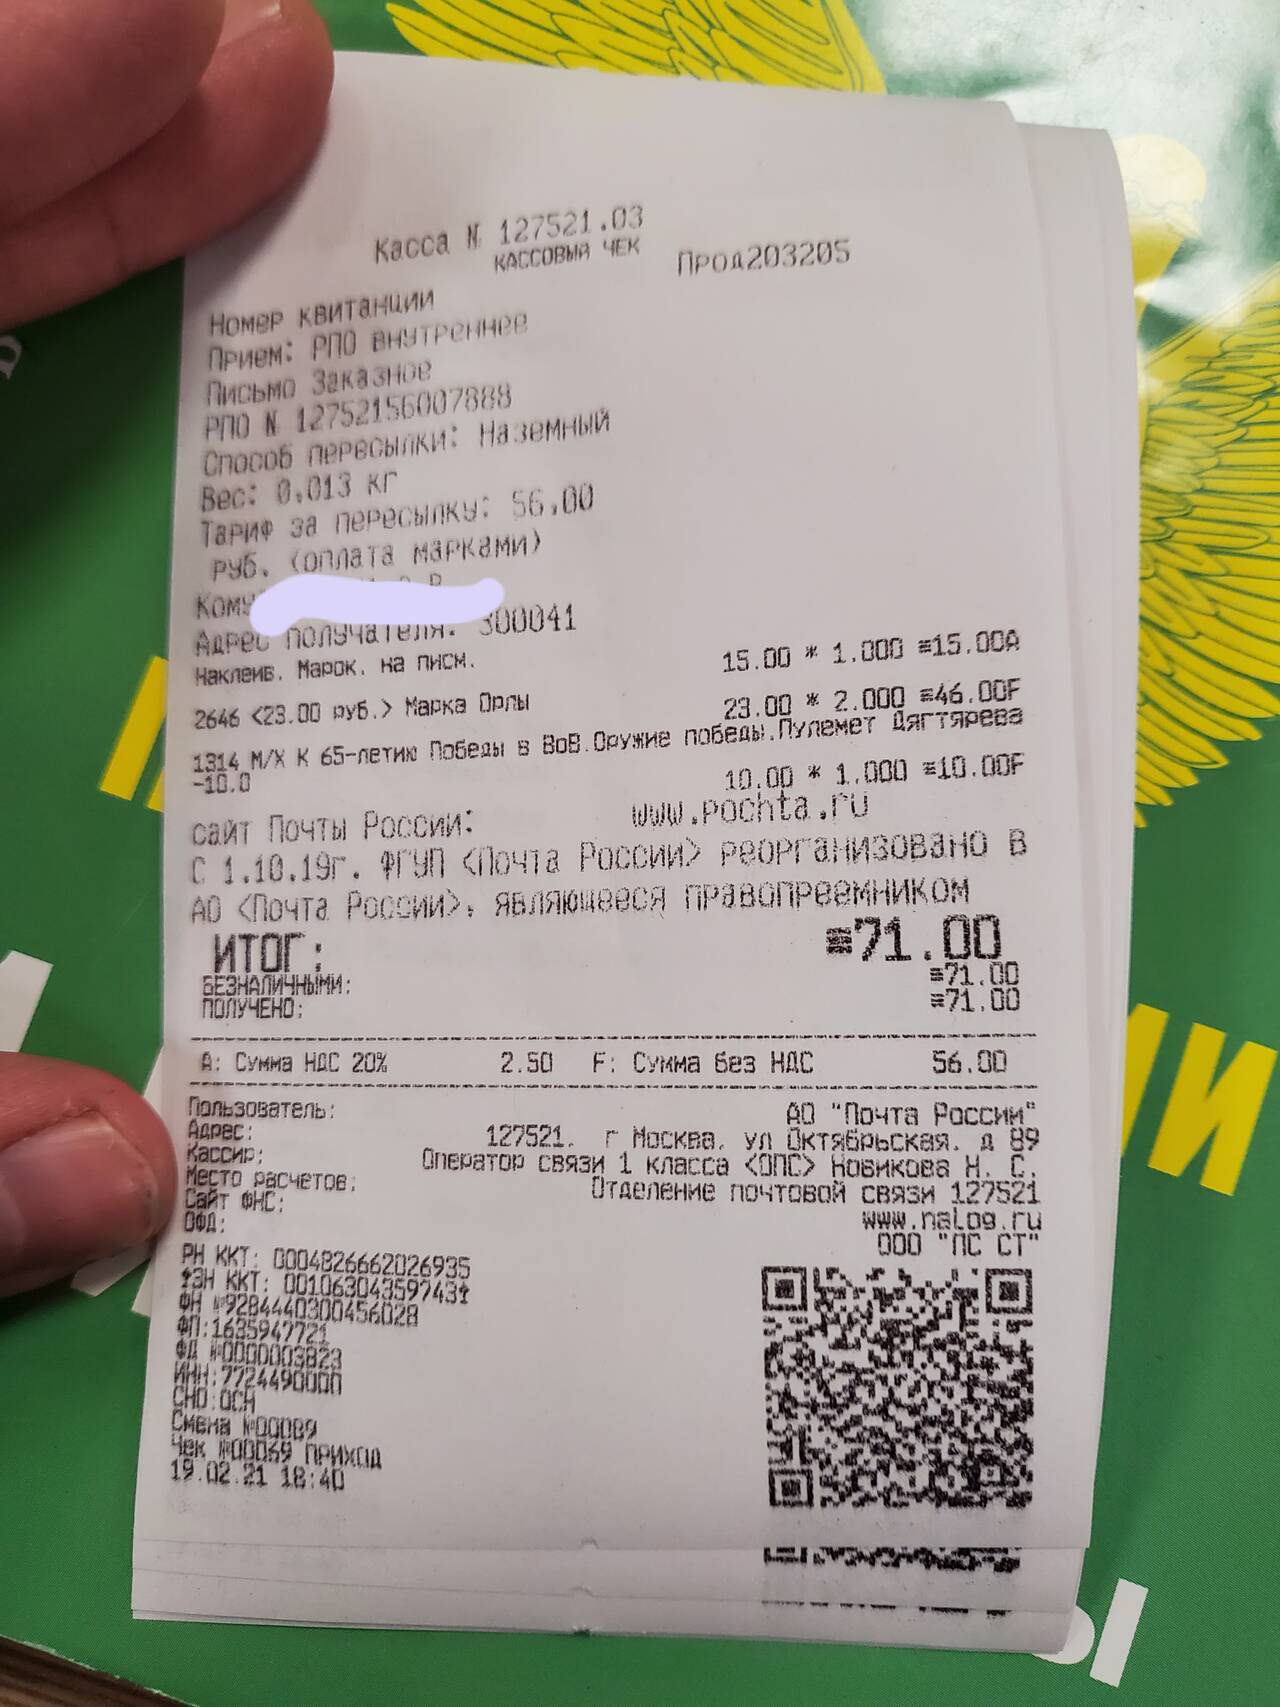 Касса № 127521.03
КАССОВЫЙ ЧЕК Прод203205
Номер квитанции
Прием: РПО внутреннее
Письмо Заказное
РПО № 12752156007888
Способ пересылки: Наземный
Вес: 0.013 кг
Тариф за пересылку: 56.00
руб. (оплата марками)
Кому
Адрес получателя: 300041
Наклеив. Марок. на писм. 15.00 * 1.000 ≡15.00А
2646 <23.00 руб.> Марка Орлы 23.00 * 2.000 ≡46.00F
1314 М/Х К 65-летию Победы в ВоВ.Оружие победы.Пулемет Дягтярева
-10.0 10.00 * 1.000 ≡10.00F
сайт Почты России: www.pochta.ru
С 1.10.19г. ФГУП <Почта России> реорганизовано в
АО <Почта России>, являющееся правопреемником
ИТОГ: ≡71.00
БЕЗНАЛИЧНЫМИ: ≡71.00
ПОЛУЧЕНО: ≡71.00
А: Сумма НДС 20% 2.50 F: Сумма без НДС 56.00
Пользователь: АО "Почта России"
Адрес: 127521, г Москва, ул Октябрьская, д 89
Кассир: Оператор связи 1 класса <ОПС> Новикова Н. С.
Место расчетов: Отделение почтовой связи 127521
Сайт ФНС: www.nalog.ru
ОФД: ООО "ПС СТ"
РН ККТ: 0004826662026935
ЗН ККТ: 00106304359743
ФН №9284440300456028
ФП:1635947721
ФД №0000003823
ИНН:7724490000
СНО:ОСН
Смена №00089
Чек №00069 ПРИХОД
19.02.21 18:40
И
Ы